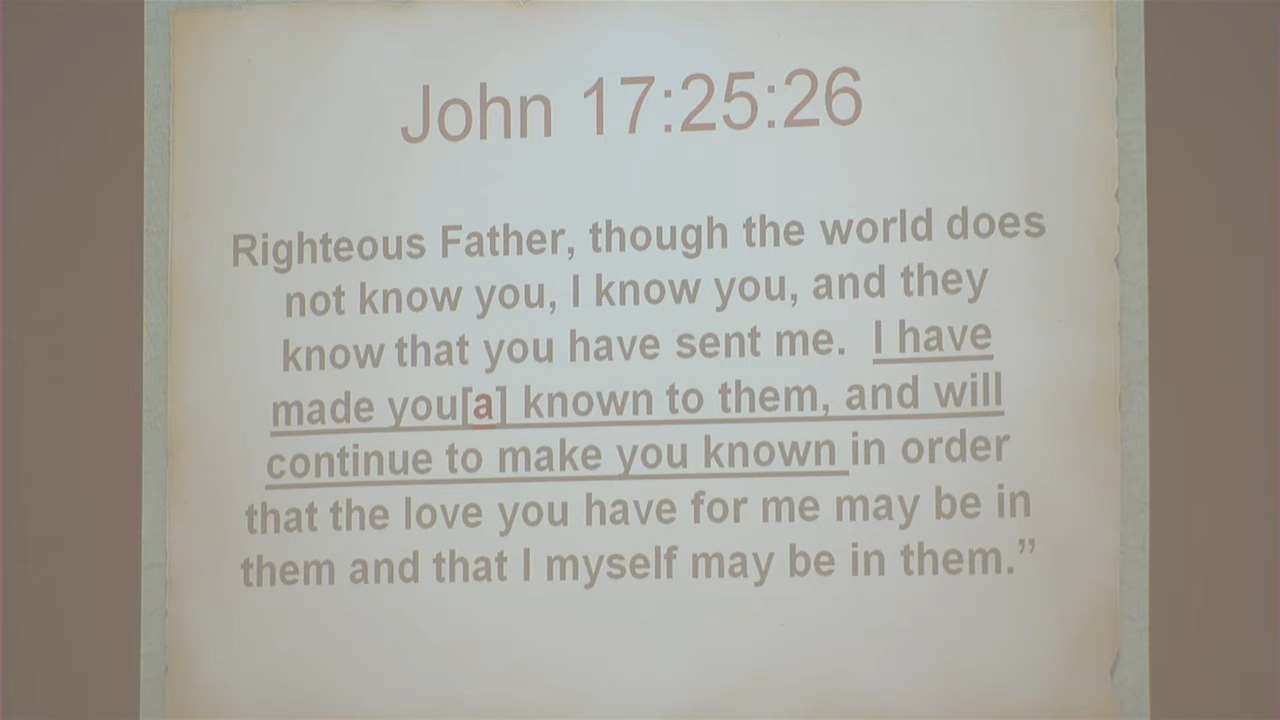 John 17:25:26
Righteous Father, though the world does
not know you, I know you, and they
know that you have sent me. I have
made you[a] known to them, and will
continue to make you known in order
that the love you have for me may be in
them and that I myself may be in them.”